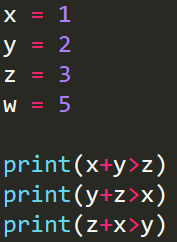 x = 1
y = 2
z = 3
w = 5
print(x+y>z)
print(y+z>x)
print(z+x>y)